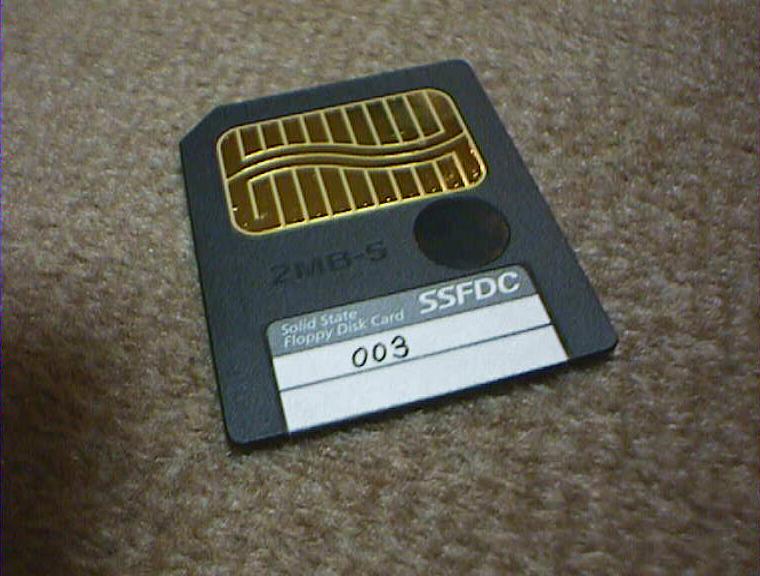 2MB-5
Solid State
Floppy Disk Card
SSFDC
003